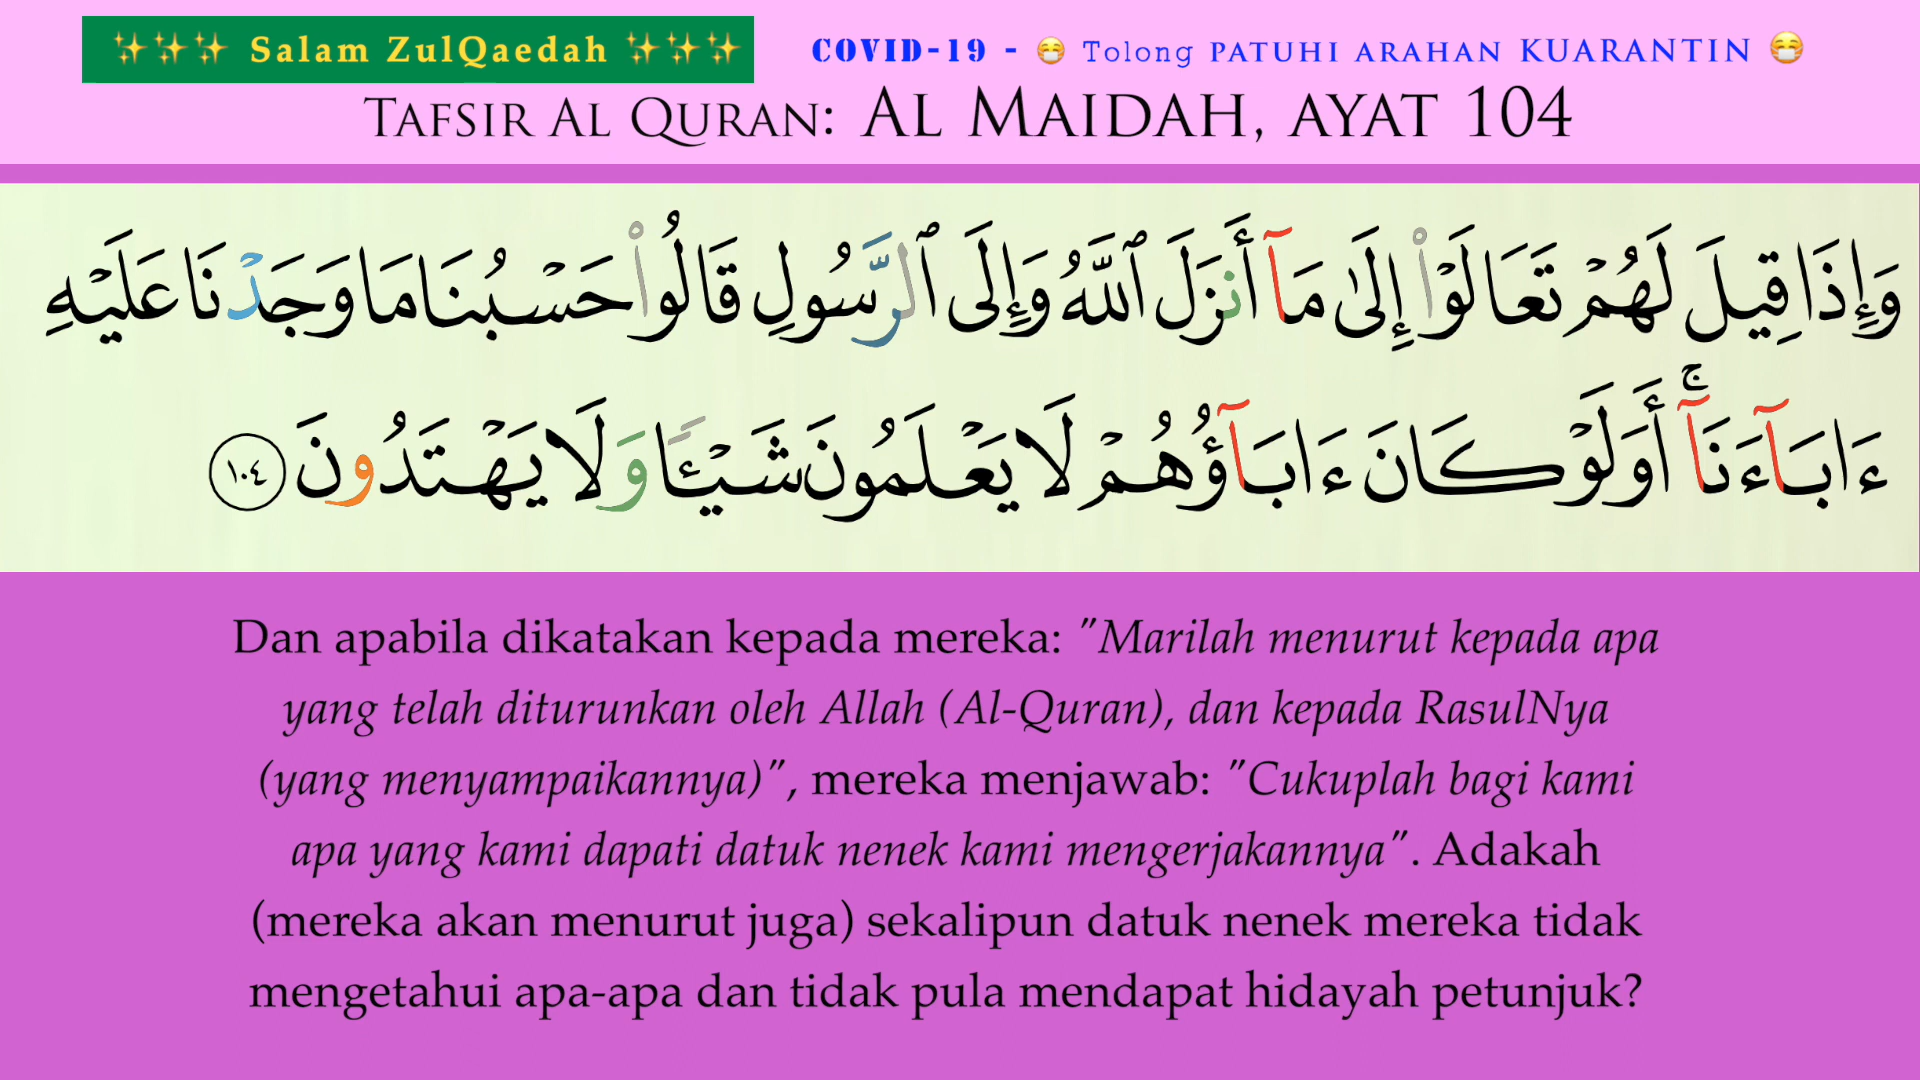 ✨✨✨ Salam ZulQaedah ✨✨✨
COVID-19 - 😷 Tolong PATUHI ARAHAN KUARANTIN 😷
TAFSIR AL QURAN: AL MAIDAH, AYAT 104
وَإِذَا قِيلَ لَهُمْ تَعَالَوْا۟ إِلَىٰ مَآ أَنزَلَ ٱللَّهُ وَإِلَى ٱلرَّسُولِ قَالُوا۟ حَسْبُنَا مَا وَجَدْنَا عَلَيْهِ
ءَابَآءَنَآ ۚ أَوَلَوْ كَانَ ءَابَآؤُهُمْ لَا يَعْلَمُونَ شَيْـًٔا وَلَا يَهْتَدُونَ ١٠٤
Dan apabila dikatakan kepada mereka: "Marilah menurut kepada apa
yang telah diturunkan oleh Allah (Al-Quran), dan kepada RasulNya
(yang menyampaikannya)", mereka menjawab: "Cukuplah bagi kami
apa yang kami dapati datuk nenek kami mengerjakannya". Adakah
(mereka akan menurut juga) sekalipun datuk nenek mereka tidak
mengetahui apa-apa dan tidak pula mendapat hidayah petunjuk?